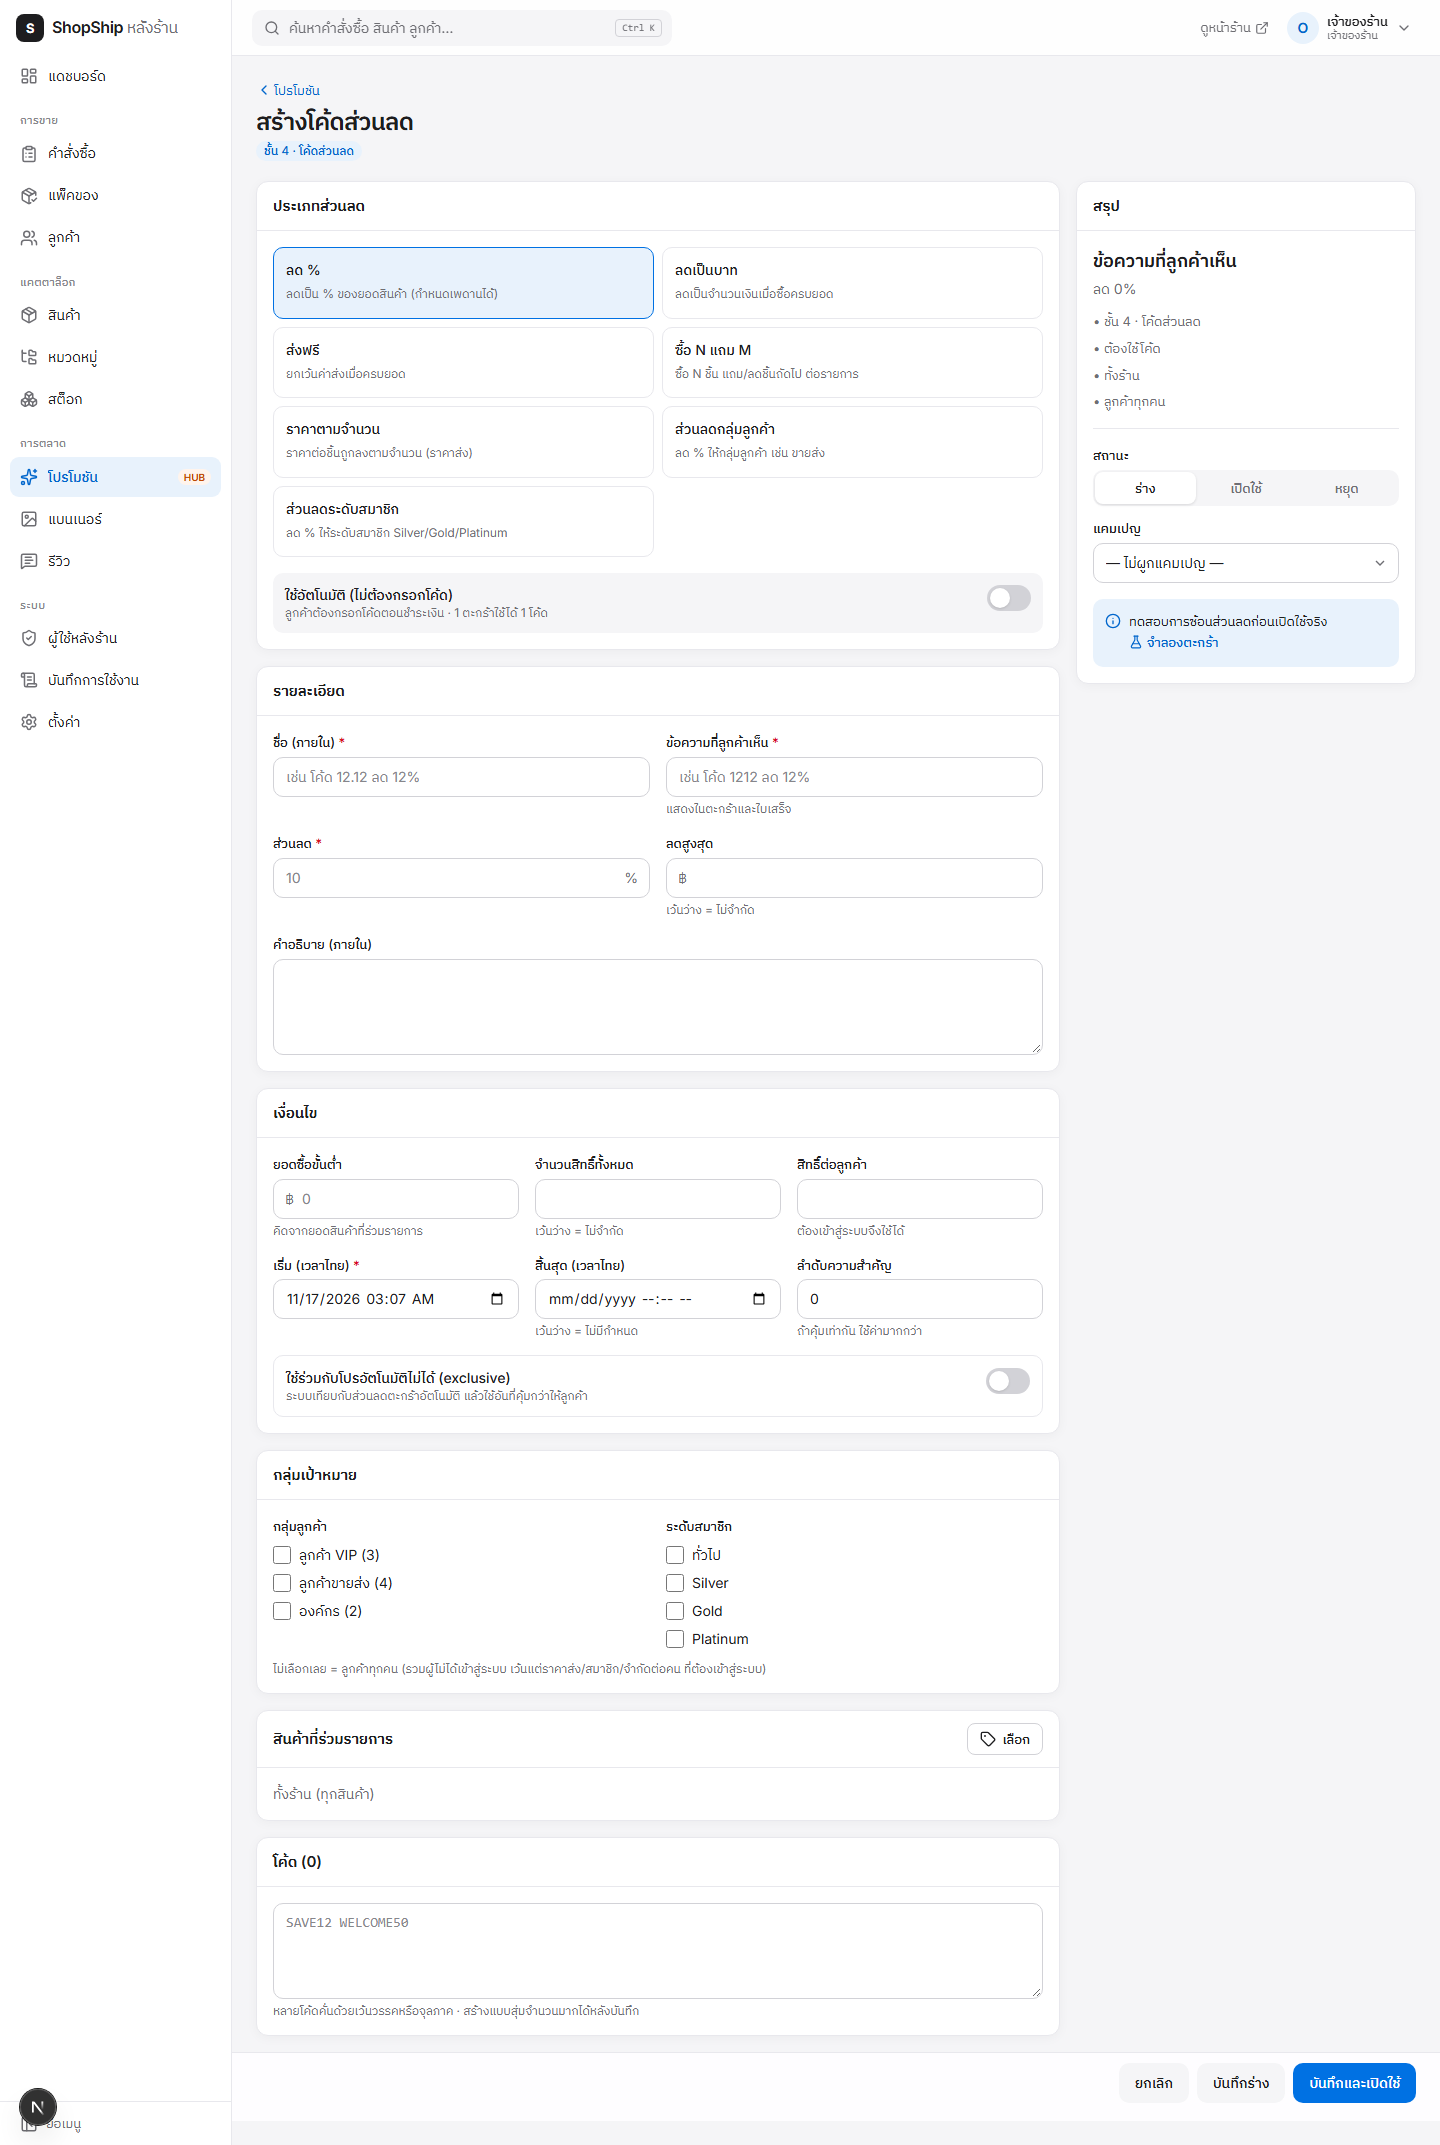 S ShopShip หลังร้าน
ค้นหาคำสั่งซื้อ สินค้า ลูกค้า... Ctrl K
ดูหน้าร้าน
O
เจ้าของร้าน
เจ้าของร้าน
แดชบอร์ด
การขาย
คำสั่งซื้อ
แพ็คของ
ลูกค้า
แคตตาล็อก
สินค้า
หมวดหมู่
สต็อก
การตลาด
โปรโมชัน HUB
แบนเนอร์
รีวิว
ระบบ
ผู้ใช้หลังร้าน
บันทึกการใช้งาน
ตั้งค่า
N
ย่อเมนู
โปรโมชัน
สร้างโค้ดส่วนลด
ชั้น 4 · โค้ดส่วนลด
ประเภทส่วนลด
ลด %
ลดเป็น % ของยอดสินค้า (กำหนดเพดานได้)
ลดเป็นบาท
ลดเป็นจำนวนเงินเมื่อซื้อครบยอด
ส่งฟรี
ยกเว้นค่าส่งเมื่อครบยอด
ซื้อ N แถม M
ซื้อ N ชิ้น แถม/ลดชิ้นถัดไป ต่อรายการ
ราคาตามจำนวน
ราคาต่อชิ้นถูกลงตามจำนวน (ราคาส่ง)
ส่วนลดกลุ่มลูกค้า
ลด % ให้กลุ่มลูกค้า เช่น ขายส่ง
ส่วนลดระดับสมาชิก
ลด % ให้ระดับสมาชิก Silver/Gold/Platinum
ใช้อัตโนมัติ (ไม่ต้องกรอกโค้ด)
ลูกค้าต้องกรอกโค้ดตอนชำระเงิน · 1 ตะกร้าใช้ได้ 1 โค้ด
รายละเอียด
ชื่อ (ภายใน) *
เช่น โค้ด 12.12 ลด 12%
ข้อความที่ลูกค้าเห็น *
เช่น โค้ด 1212 ลด 12%
แสดงในตะกร้าและใบเสร็จ
ส่วนลด *
10 %
ลดสูงสุด
฿
เว้นว่าง = ไม่จำกัด
คำอธิบาย (ภายใน)
เงื่อนไข
ยอดซื้อขั้นต่ำ
฿ 0
คิดจากยอดสินค้าที่ร่วมรายการ
จำนวนสิทธิ์ทั้งหมด
เว้นว่าง = ไม่จำกัด
สิทธิ์ต่อลูกค้า
ต้องเข้าสู่ระบบจึงใช้ได้
เริ่ม (เวลาไทย) *
11/17/2026 03:07 AM
สิ้นสุด (เวลาไทย)
mm/dd/yyyy --:-- --
เว้นว่าง = ไม่มีกำหนด
ลำดับความสำคัญ
0
ถ้าคุ้มเท่ากัน ใช้ค่ามากกว่า
ใช้ร่วมกับโปรอัตโนมัติไม่ได้ (exclusive)
ระบบเทียบกับส่วนลดตะกร้าอัตโนมัติ แล้วใช้อันที่คุ้มกว่าให้ลูกค้า
กลุ่มเป้าหมาย
กลุ่มลูกค้า
ลูกค้า VIP (3)
ลูกค้าขายส่ง (4)
องค์กร (2)
ระดับสมาชิก
ทั่วไป
Silver
Gold
Platinum
ไม่เลือกเลย = ลูกค้าทุกคน (รวมผู้ไม่ได้เข้าสู่ระบบ เว้นแต่ราคาส่ง/สมาชิก/จำกัดต่อคน ที่ต้องเข้าสู่ระบบ)
สินค้าที่ร่วมรายการ
เลือก
ทั้งร้าน (ทุกสินค้า)
โค้ด (0)
SAVE12 WELCOME50
หลายโค้ดคั่นด้วยเว้นวรรคหรือจุลภาค · สร้างแบบสุ่มจำนวนมากได้หลังบันทึก
สรุป
ข้อความที่ลูกค้าเห็น
ลด 0%
• ชั้น 4 · โค้ดส่วนลด
• ต้องใช้โค้ด
• ทั้งร้าน
• ลูกค้าทุกคน
สถานะ
ร่าง เปิดใช้ หยุด
แคมเปญ
— ไม่ผูกแคมเปญ —
ทดสอบการซ้อนส่วนลดก่อนเปิดใช้จริง
จำลองตะกร้า
ยกเลิก บันทึกร่าง บันทึกและเปิดใช้